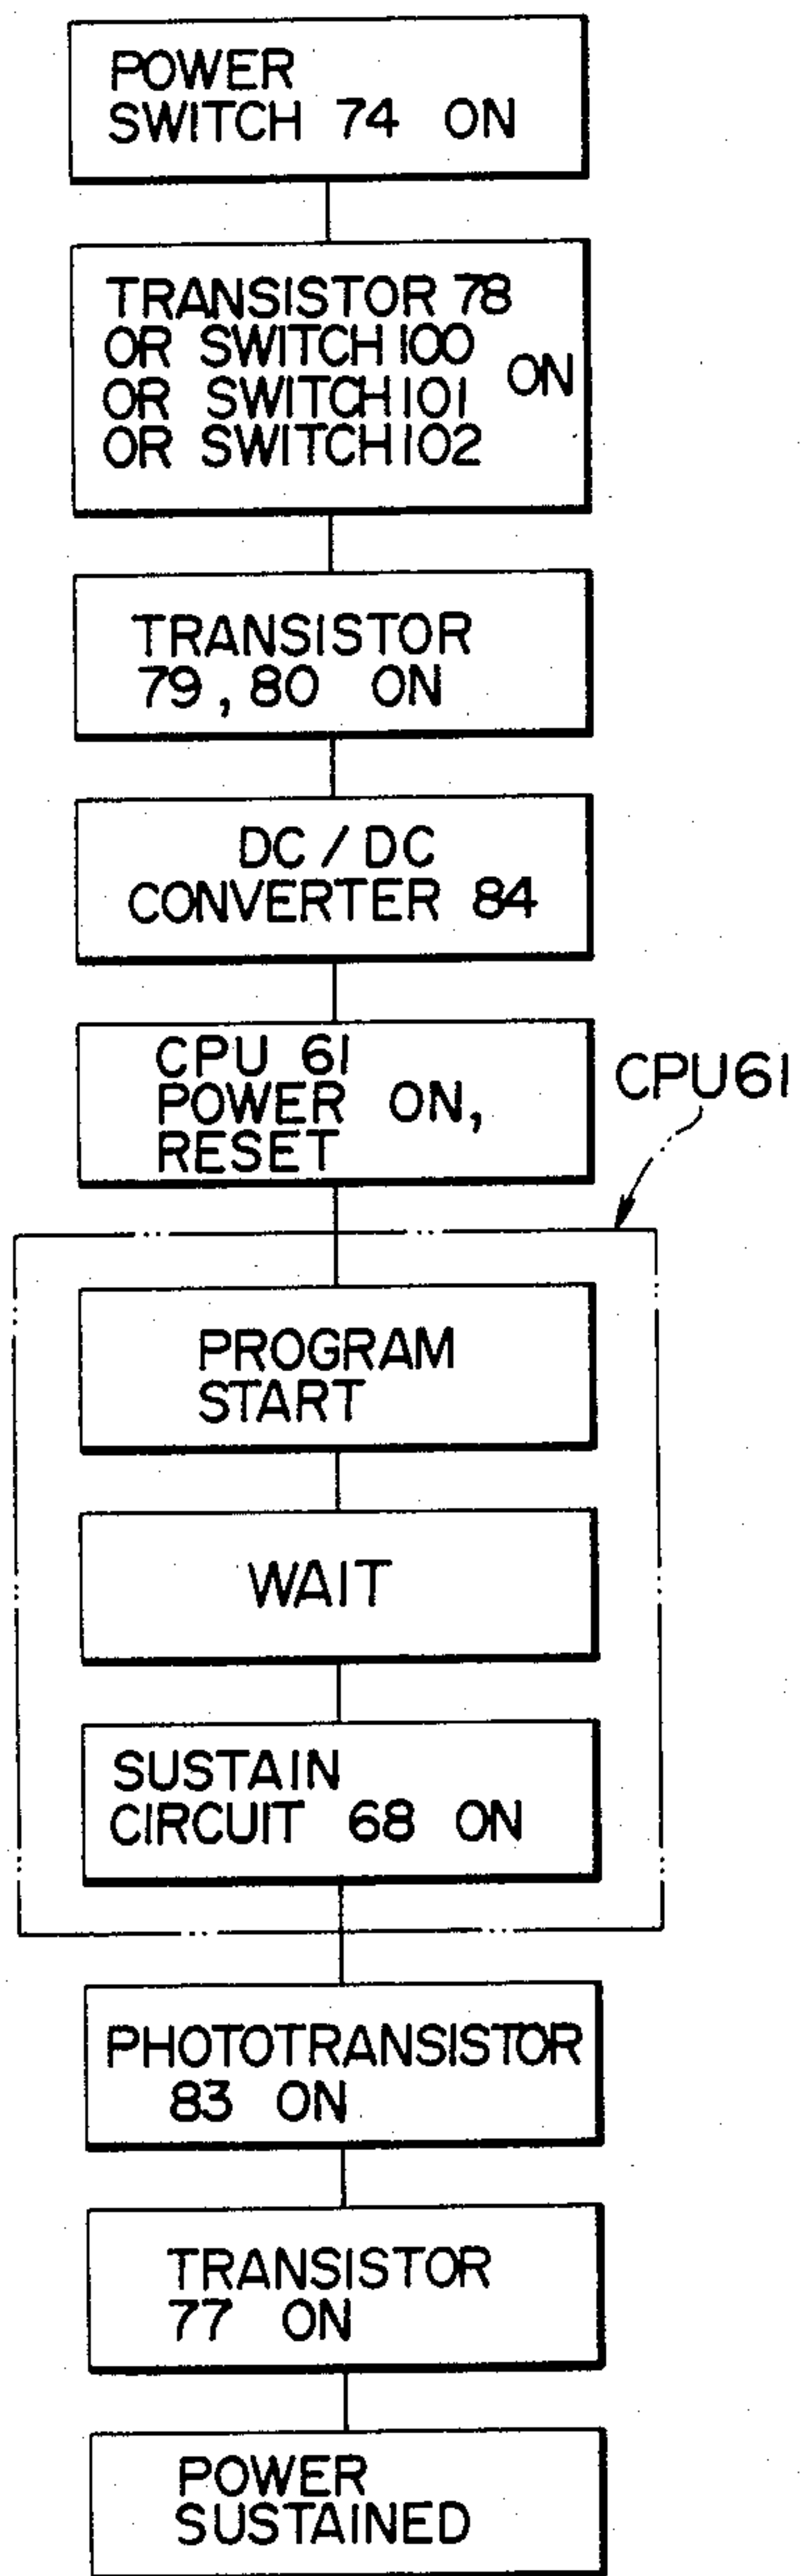 POWER
SWITCH 74 ON
TRANSISTOR 78
OR SWITCH 100
OR SWITCH 101
OR SWITCH 102
ON
TRANSISTOR
79, 80 ON
DC / DC
CONVERTER 84
CPU 61
POWER ON,
RESET
CPU61
PROGRAM
START
WAIT
SUSTAIN
CIRCUIT 68 ON
PHOTOTRANSISTOR
83 ON
TRANSISTOR
77 ON
POWER
SUSTAINED